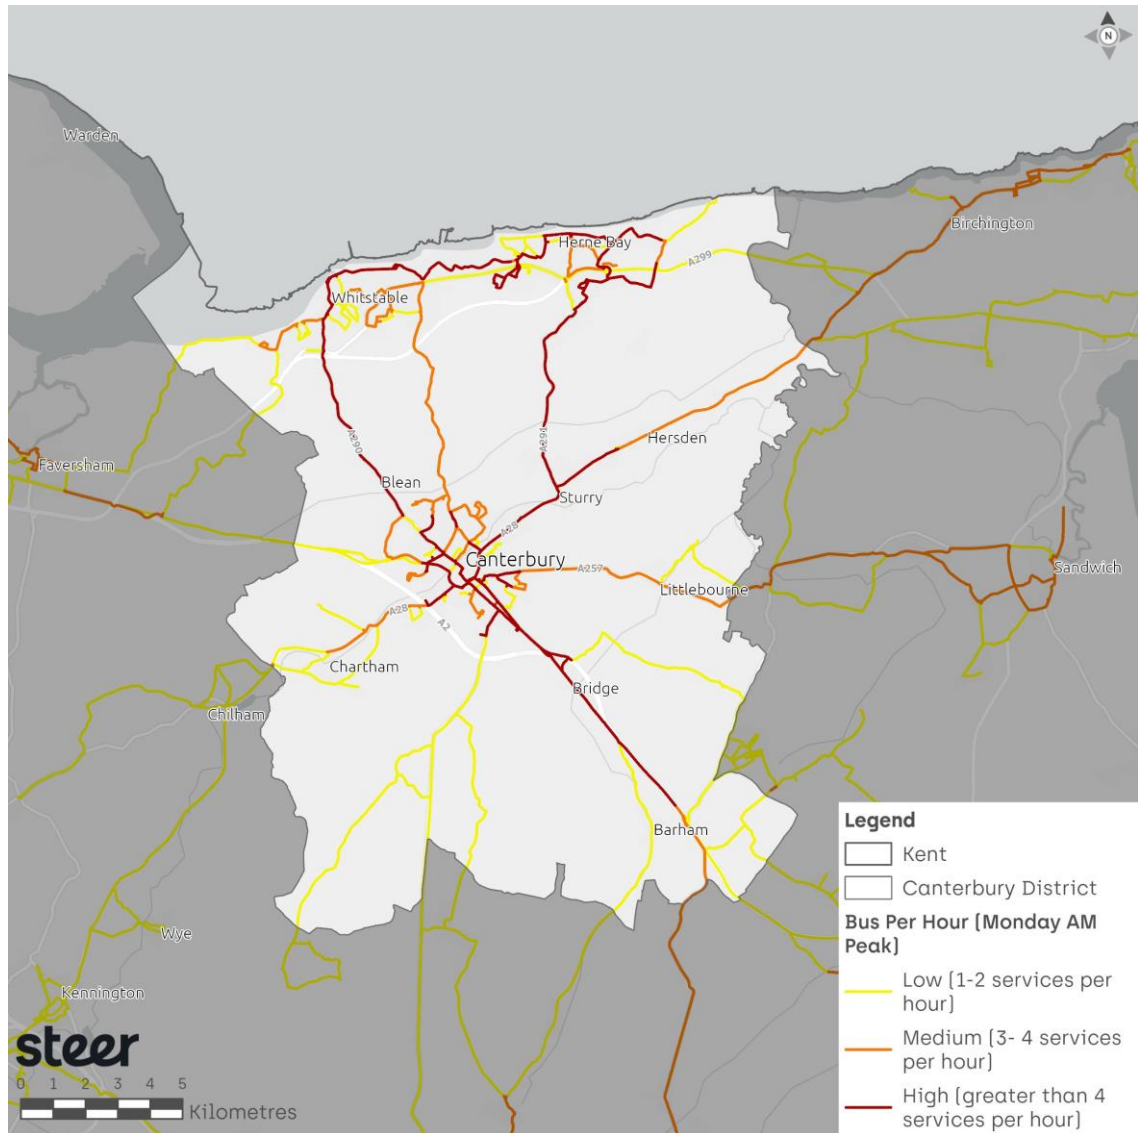 N
Warden
Birchington
Herne Bay
A299
Whitstable
A290
A291
Hersden
Faversham
Blean
Sturry
A28
Canterbury
A257
Sandwich
Littlebourne
A28
A2
Chartham
Bridge
Chilham
Barham
Wye
Kennington
steer
0 1 2 3 4 5
Kilometres
Legend
Kent
Canterbury District
Bus Per Hour (Monday AM
Peak)
Low (1-2 services per
hour)
Medium (3- 4 services
per hour)
High (greater than 4
services per hour)